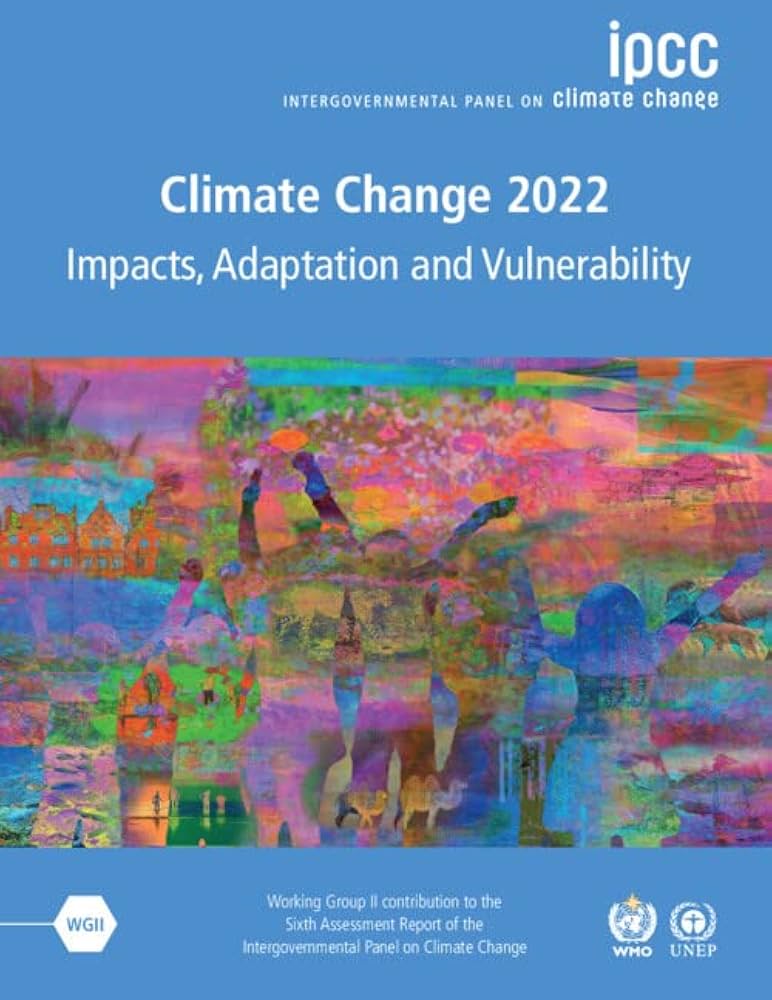 ipcc
INTERGOVERNMENTAL PANEL ON climate change
Climate Change 2022
Impacts, Adaptation and Vulnerability
WGII
Working Group II contribution to the
Sixth Assessment Report of the
Intergovernmental Panel on Climate Change
WMO
UNEP